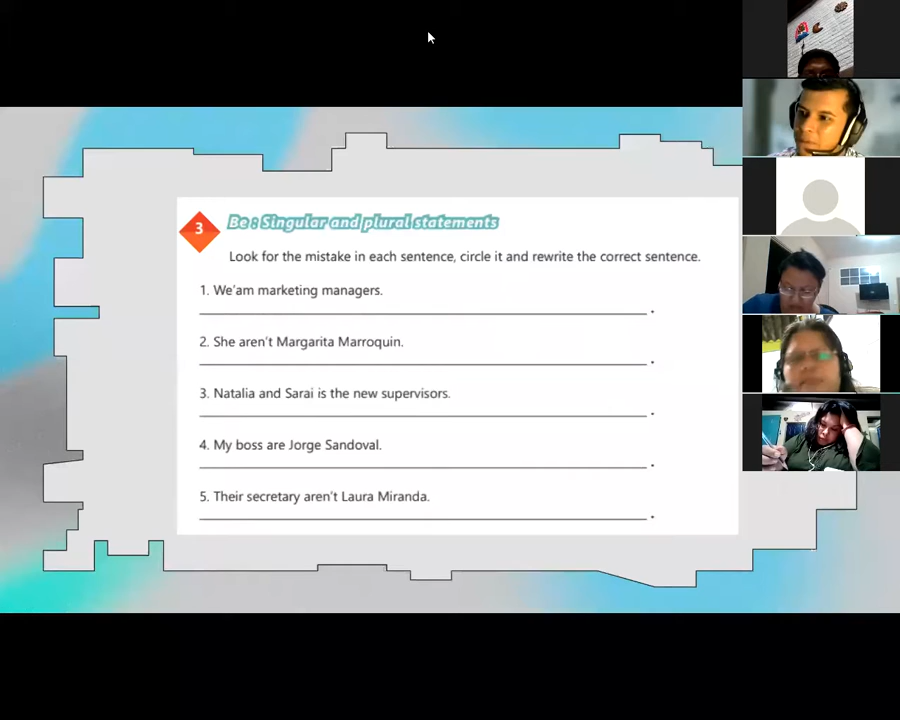 3
Be : Singular and plural statements
Look for the mistake in each sentence, circle it and rewrite the correct sentence.
1. We'am marketing managers.
.
2. She aren't Margarita Marroquin.
.
3. Natalia and Sarai is the new supervisors.
.
4. My boss are Jorge Sandoval.
.
5. Their secretary aren't Laura Miranda.
.